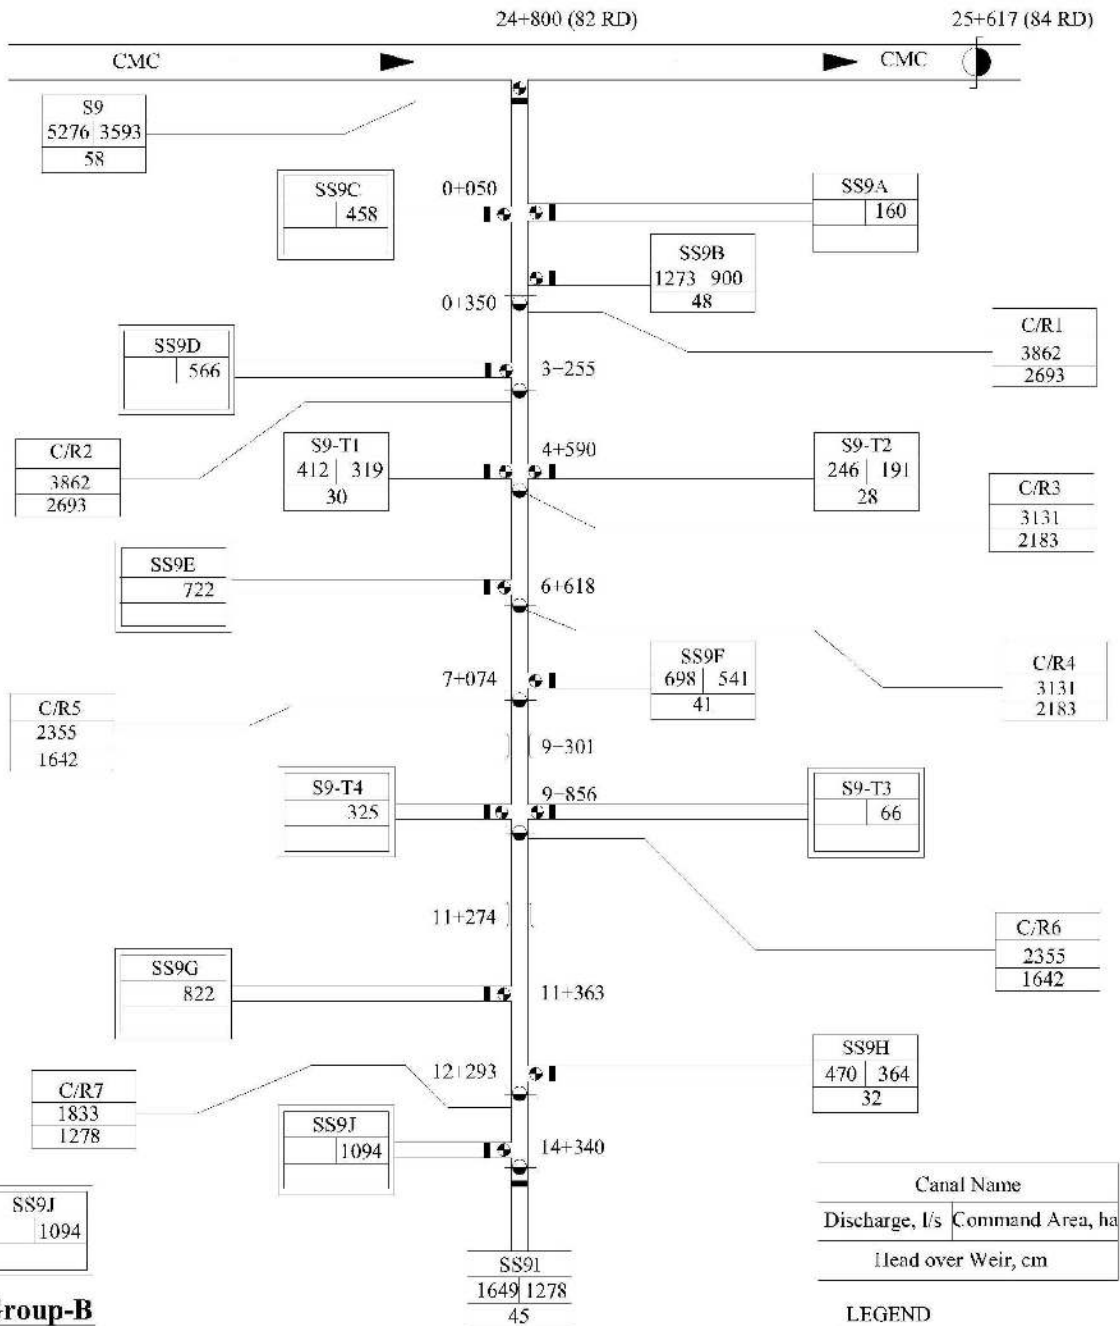 24+800 (82 RD)
25+617 (84 RD)
CMC
CMC
S9
5276 3593
58
SS9C
458
0+050
SS9A
160
SS9B
1273 900
48
0+350
C/R1
3862
2693
SS9D
566
3-255
C/R2
3862
2693
S9-T1
412 319
30
4+590
S9-T2
246 191
28
C/R3
3131
2183
SS9E
722
6+618
7+074
SS9F
698 541
41
C/R4
3131
2183
C/R5
2355
1642
9-301
9-856
S9-T4
325
S9-T3
66
11+274
C/R6
2355
1642
SS9G
822
11+363
12+293
SS9H
470 364
32
C/R7
1833
1278
SS9J
1094
14+340
SS9J
1094
Canal Name
Discharge, l/s Command Area, ha
Head over Weir, cm
SS9I
1649 1278
45
Group-B
LEGEND